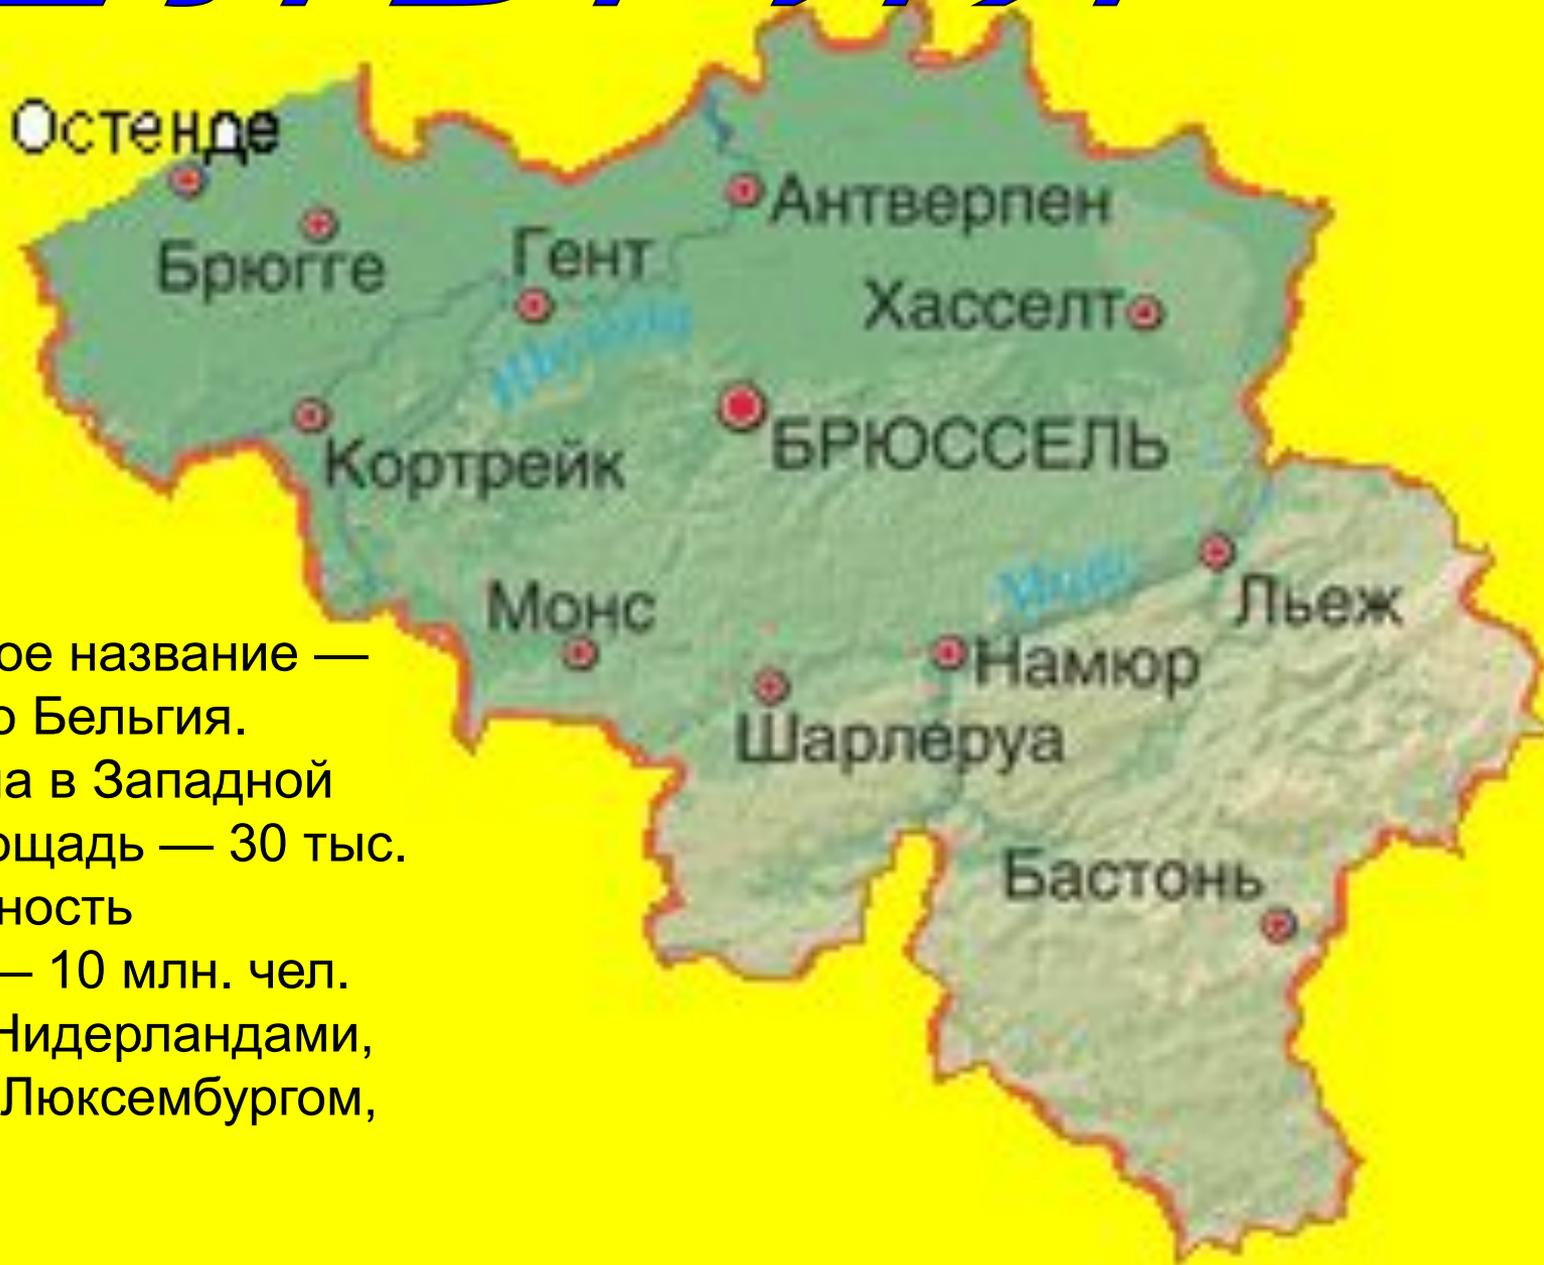 Остенде
Антверпен
Брюгге
Гент
Хасселт
БРЮССЕЛЬ
Кортрейк
Монс
Льеж
Намюр
Шарлеруа
Бастонь
ое название —
о Бельгия.
а в Западной
ощадь — 30 тыс.
ность
— 10 млн. чел.
Нидерландами,
Люксембургом,